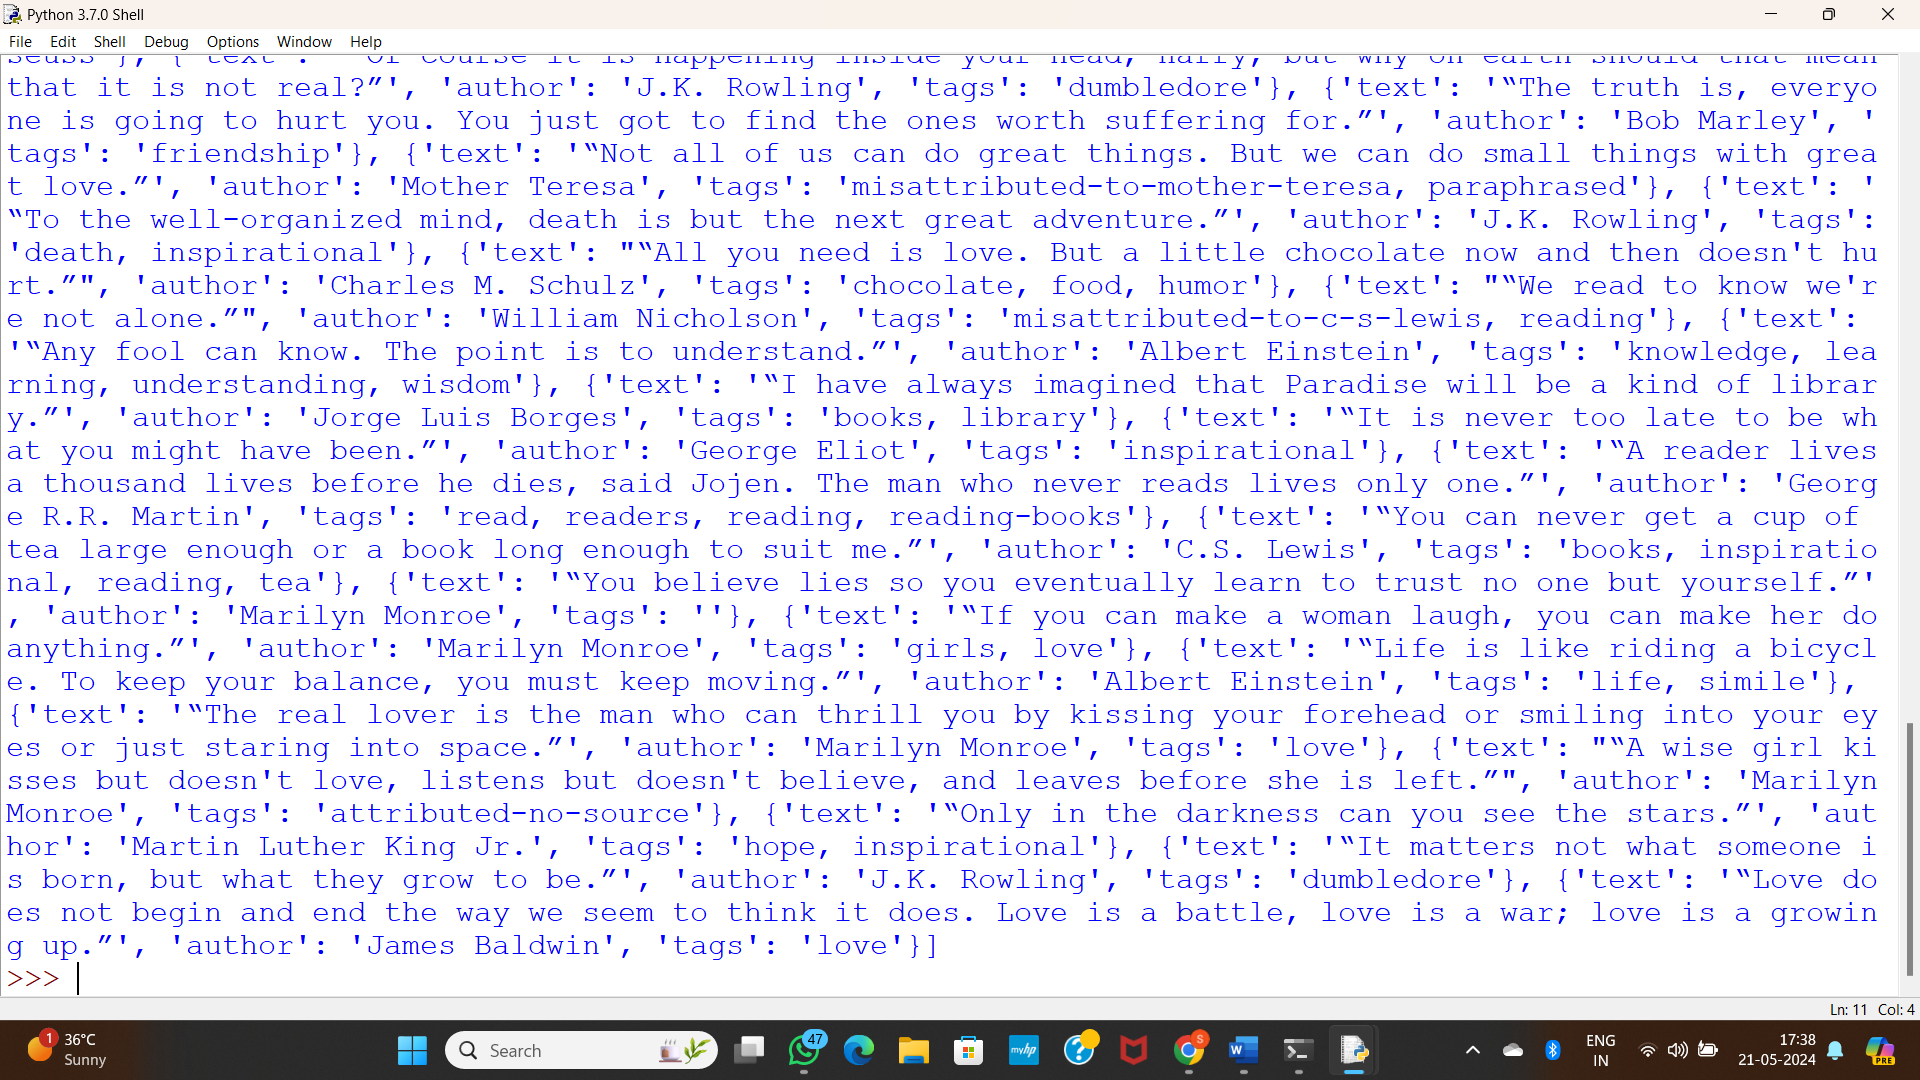 Python 3.7.0 Shell
File Edit Shell Debug Options Window Help
seuss'}, {'text': '“Of course it is happening inside your head, Harry, but why on earth should that mean
that it is not real?”', 'author': 'J.K. Rowling', 'tags': 'dumbledore'}, {'text': '“The truth is, everyo
ne is going to hurt you. You just got to find the ones worth suffering for.”', 'author': 'Bob Marley', '
tags': 'friendship'}, {'text': '“Not all of us can do great things. But we can do small things with grea
t love.”', 'author': 'Mother Teresa', 'tags': 'misattributed-to-mother-teresa, paraphrased'}, {'text': '
“To the well-organized mind, death is but the next great adventure.”', 'author': 'J.K. Rowling', 'tags':
'death, inspirational'}, {'text': "“All you need is love. But a little chocolate now and then doesn't hu
rt.”", 'author': 'Charles M. Schulz', 'tags': 'chocolate, food, humor'}, {'text': "“We read to know we'r
e not alone.”", 'author': 'William Nicholson', 'tags': 'misattributed-to-c-s-lewis, reading'}, {'text':
'“Any fool can know. The point is to understand.”', 'author': 'Albert Einstein', 'tags': 'knowledge, lea
rning, understanding, wisdom'}, {'text': '“I have always imagined that Paradise will be a kind of librar
y.”', 'author': 'Jorge Luis Borges', 'tags': 'books, library'}, {'text': '“It is never too late to be wh
at you might have been.”', 'author': 'George Eliot', 'tags': 'inspirational'}, {'text': '“A reader lives
a thousand lives before he dies, said Jojen. The man who never reads lives only one.”', 'author': 'Georg
e R.R. Martin', 'tags': 'read, readers, reading, reading-books'}, {'text': '“You can never get a cup of
tea large enough or a book long enough to suit me.”', 'author': 'C.S. Lewis', 'tags': 'books, inspiratio
nal, reading, tea'}, {'text': '“You believe lies so you eventually learn to trust no one but yourself.”'
, 'author': 'Marilyn Monroe', 'tags': ''}, {'text': '“If you can make a woman laugh, you can make her do
anything.”', 'author': 'Marilyn Monroe', 'tags': 'girls, love'}, {'text': '“Life is like riding a bicycl
e. To keep your balance, you must keep moving.”', 'author': 'Albert Einstein', 'tags': 'life, simile'},
{'text': '“The real lover is the man who can thrill you by kissing your forehead or smiling into your ey
es or just staring into space.”', 'author': 'Marilyn Monroe', 'tags': 'love'}, {'text': "“A wise girl ki
sses but doesn't love, listens but doesn't believe, and leaves before she is left.”", 'author': 'Marilyn
Monroe', 'tags': 'attributed-no-source'}, {'text': '“Only in the darkness can you see the stars.”', 'aut
hor': 'Martin Luther King Jr.', 'tags': 'hope, inspirational'}, {'text': '“It matters not what someone i
s born, but what they grow to be.”', 'author': 'J.K. Rowling', 'tags': 'dumbledore'}, {'text': '“Love do
es not begin and end the way we seem to think it does. Love is a battle, love is a war; love is a growin
g up.”', 'author': 'James Baldwin', 'tags': 'love'}]
>>>
Ln: 11 Col: 4
1 36°C
Sunny
Search
47
myhp
S
ENG
IN
17:38
21-05-2024
PRE